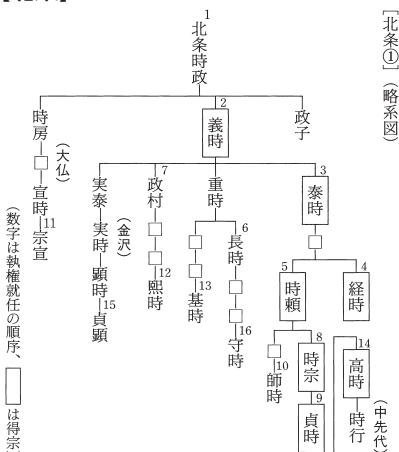 ［北条①］（略系図）
1
北条時政
政子
2
義時
時房
□
宣時
11
宗宣
（大仏）
3
泰時
重時
7
政村
実泰
実時
顕時
15
貞顕
（金沢）
□
□
12
熙時
6
長時
□
□
16
守時
□
□
13
基時
□
4
経時
5
時頼
8
時宗
□
10
師時
9
貞時
14
高時
時行
（中先代）
（数字は執権就任の順序、□は得宗